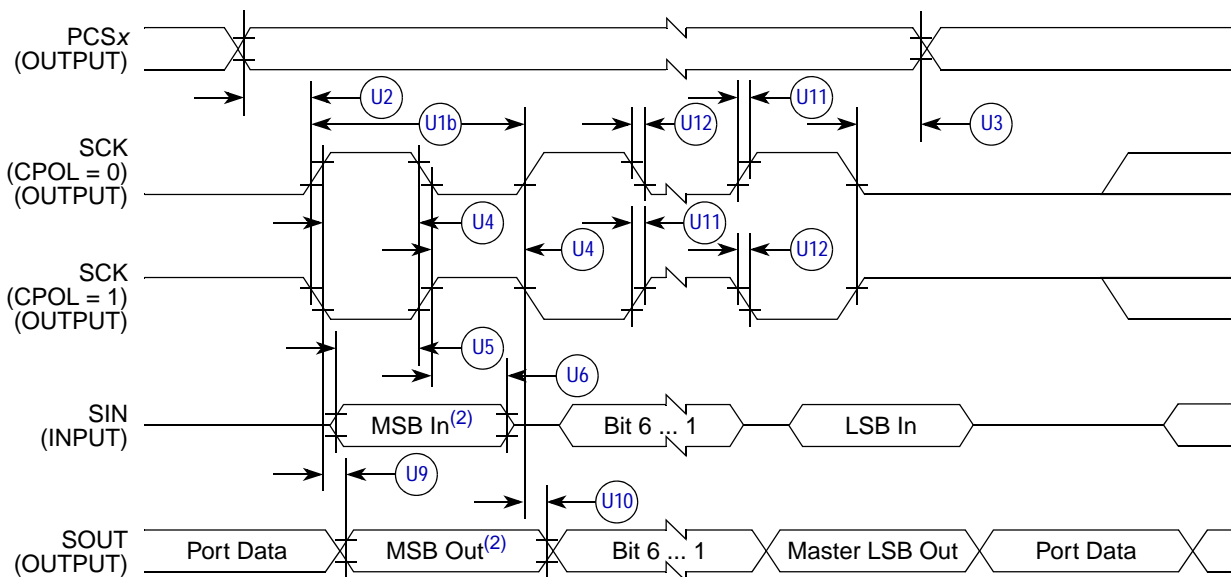 PCSx
(OUTPUT)
U2
U11
U1b
U12
U3
SCK
(CPOL = 0)
(OUTPUT)
U4
U11
U4
U12
SCK
(CPOL = 1)
(OUTPUT)
U5
U6
SIN
(INPUT)
MSB In(2)
Bit 6 ... 1
LSB In
U9
U10
SOUT
(OUTPUT)
Port Data
MSB Out(2)
Bit 6 ... 1
Master LSB Out
Port Data